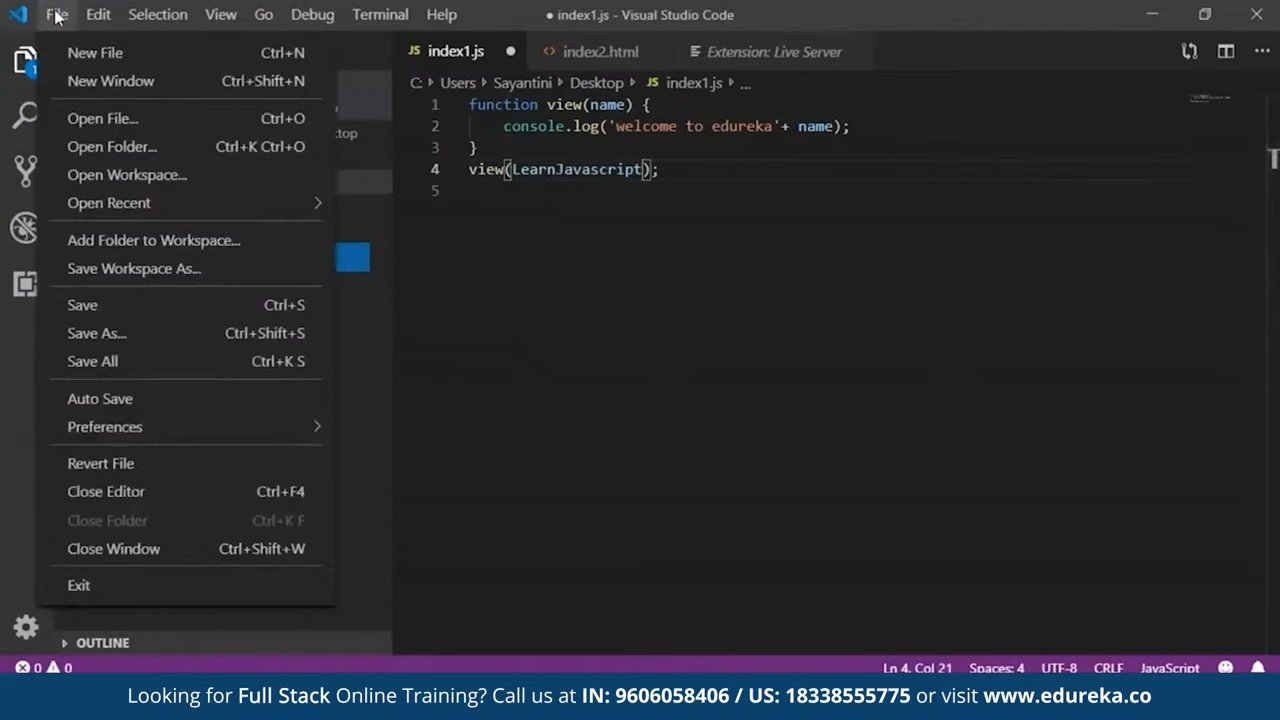 File Edit Selection View Go Debug Terminal Help ● index1.js - Visual Studio Code
New File Ctrl+N
New Window Ctrl+Shift+N
Open File... Ctrl+O
Open Folder... Ctrl+K Ctrl+O
Open Workspace...
Open Recent
Add Folder to Workspace...
Save Workspace As...
Save Ctrl+S
Save As... Ctrl+Shift+S
Save All Ctrl+K S
Auto Save
Preferences
Revert File
Close Editor Ctrl+F4
Close Folder Ctrl+K F
Close Window Ctrl+Shift+W
Exit
1
top
OUTLINE
JS index1.js ● <> index2.html Extension: Live Server ...
C: › Users › Sayantini › Desktop › JS index1.js › ...
1 function view(name) {
2 console.log('welcome to edureka'+ name);
3 }
4 view(LearnJavascript);
5
0 0 Ln 4, Col 21 Spaces: 4 UTF-8 CRLF JavaScript
Looking for Full Stack Online Training? Call us at IN: 9606058406 / US: 18338555775 or visit www.edureka.co